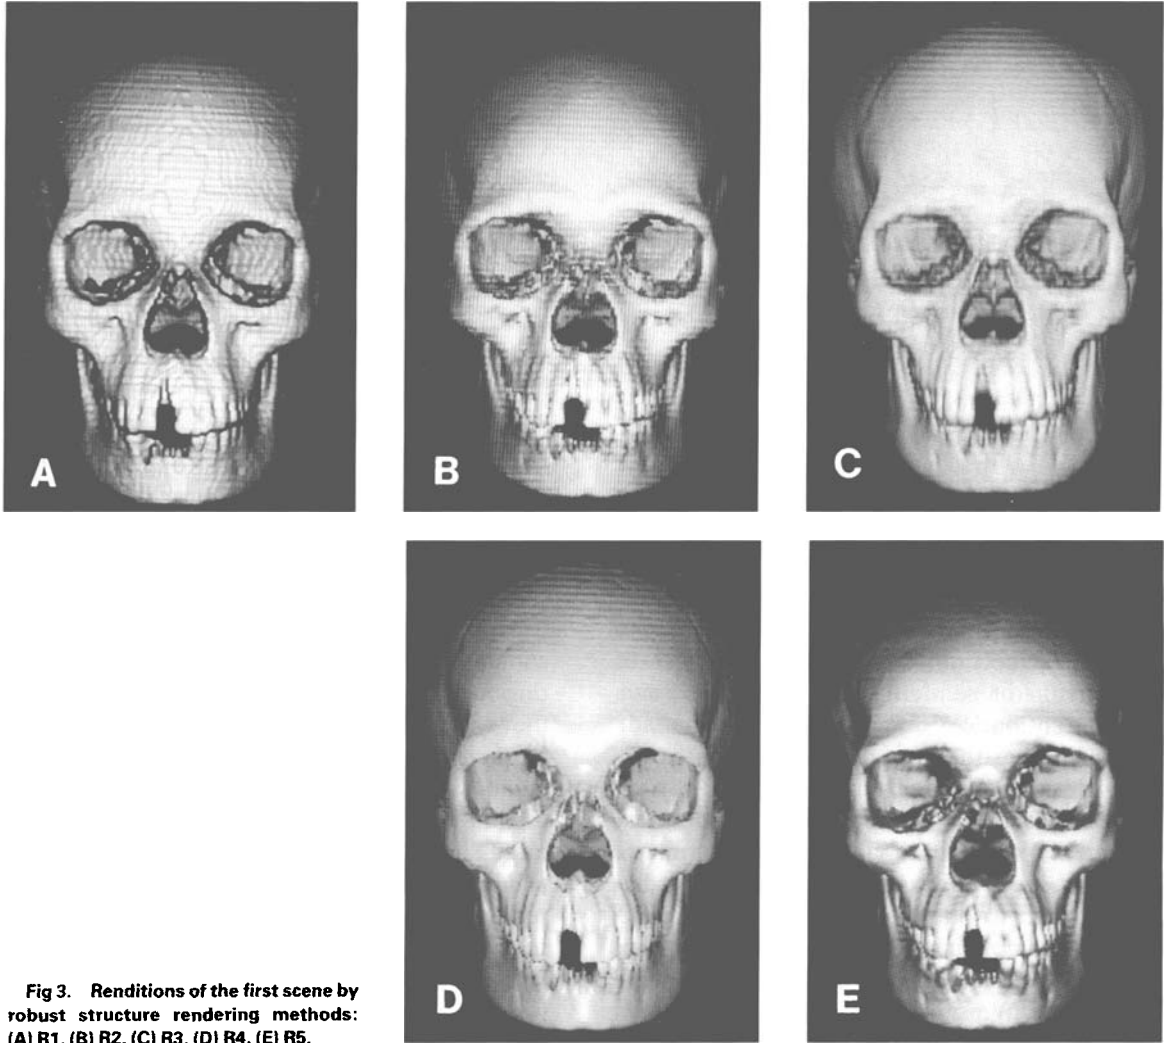 A
B
C
D
E
Fig 3. Renditions of the first scene by
robust structure rendering methods:
(A) R1, (B) R2, (C) R3, (D) R4, (E) R5.